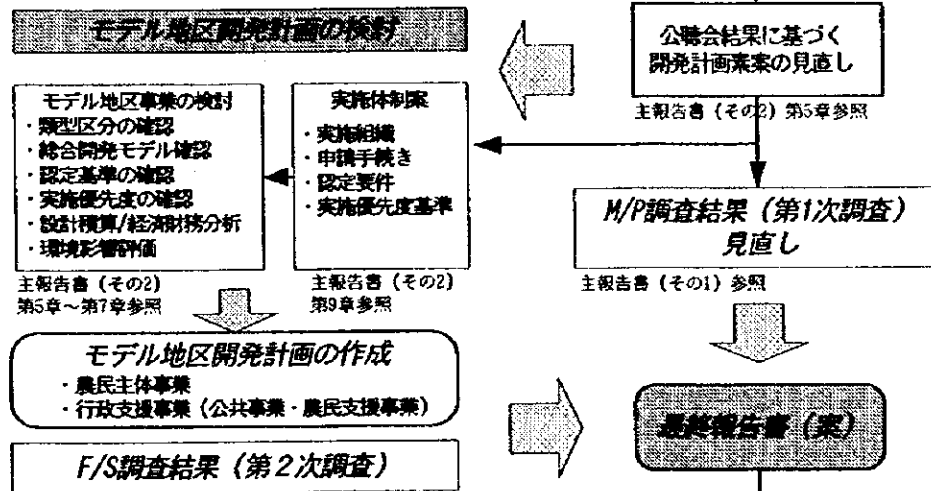 モデル地区開発計画の検討
公聴会結果に基づく
開発計画素案の見直し
主報告書（その2）第5章参照
モデル地区事業の検討
・類型区分の確認
・総合開発モデル確認
・認定基準の確認
・実施優先度の確認
・設計積算/経済財務分析
・環境影響評価
主報告書（その2）
第5章～第7章参照
実施体制案
・実施組織
・申請手続き
・認定要件
・実施優先度基準
主報告書（その2）
第9章参照
M/P調査結果（第1次調査）
見直し
主報告書（その1）参照
モデル地区開発計画の作成
・農民主体事業
・行政支援事業（公共事業・農民支援事業）
F/S調査結果（第２次調査）
最終報告書（案）